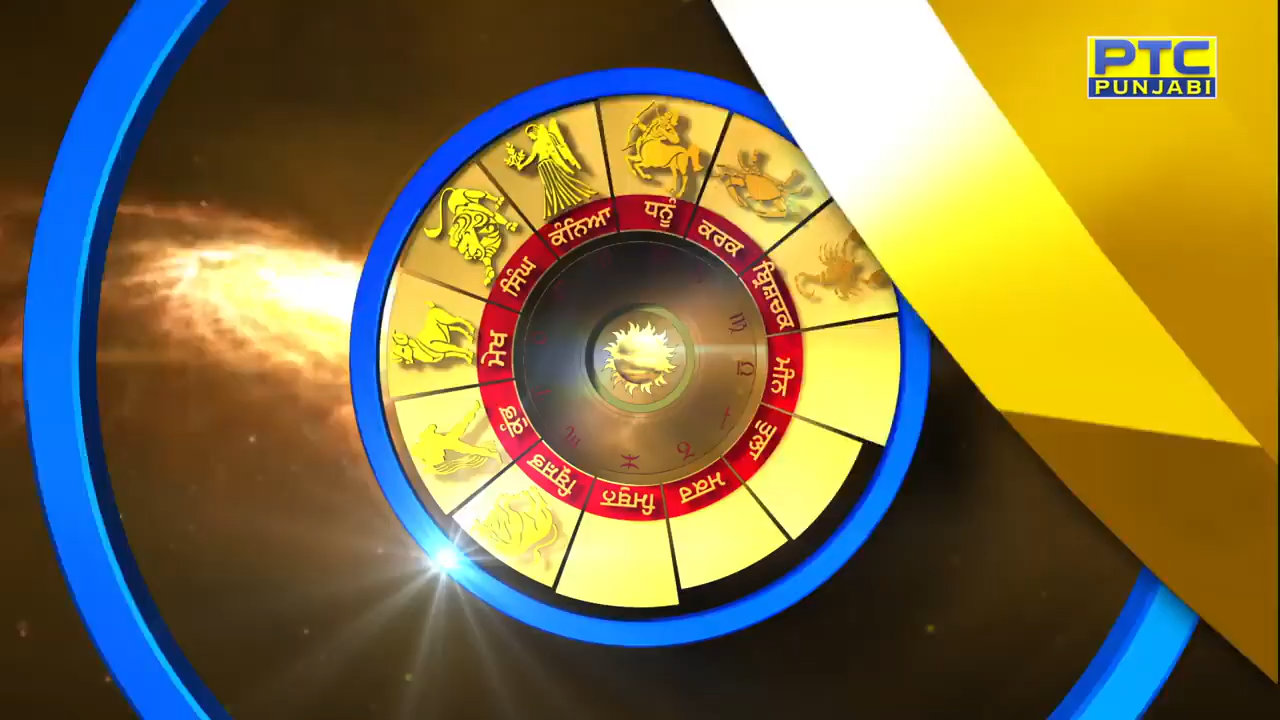 PTC
PUNJABI
ਕੰਨਿਆ
ਧਨੂੰ
ਕਰਕ
ਬ੍ਰਿਸ਼ਚਕ
ਮੀਨ
ਤੁਲਾ
ਮਕਰ
ਮਿਥੁਨ
ਬ੍ਰਿਸ਼ਭ
ਕੁੰਭ
ਮੇਖ
ਸਿੰਘ